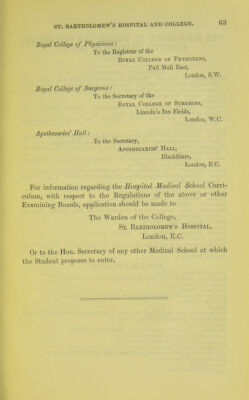 ST. BARTHOLOMEW'S HOSPITAL AND COLLEGE. 63
Royal College of Physicians:
To the Registrar of the
ROYAL COLLEGE OF PHYSICIANS,
Pall Mall East,
London, S.W.
Royal College of Surgeons:
To the Secretary of the
ROYAL COLLEGE OF SURGEONS,
Lincoln's Inn Fields,
London, W.C.
Apothecaries' Hall:
To the Secretary,
APOTHECARIES' HALL,
Blackfriars,
London, E.C.
For information regarding the Hospital Medical School Curri-
culum, with respect to the Regulations of the above or other
Examining Boards, application should be made to
The Warden of the College,
ST. BARTHOLOMEW'S HOSPITAL,
London, E.C.
Or to the Hon. Secretary of any other Medical School at which
the Student proposes to enter.